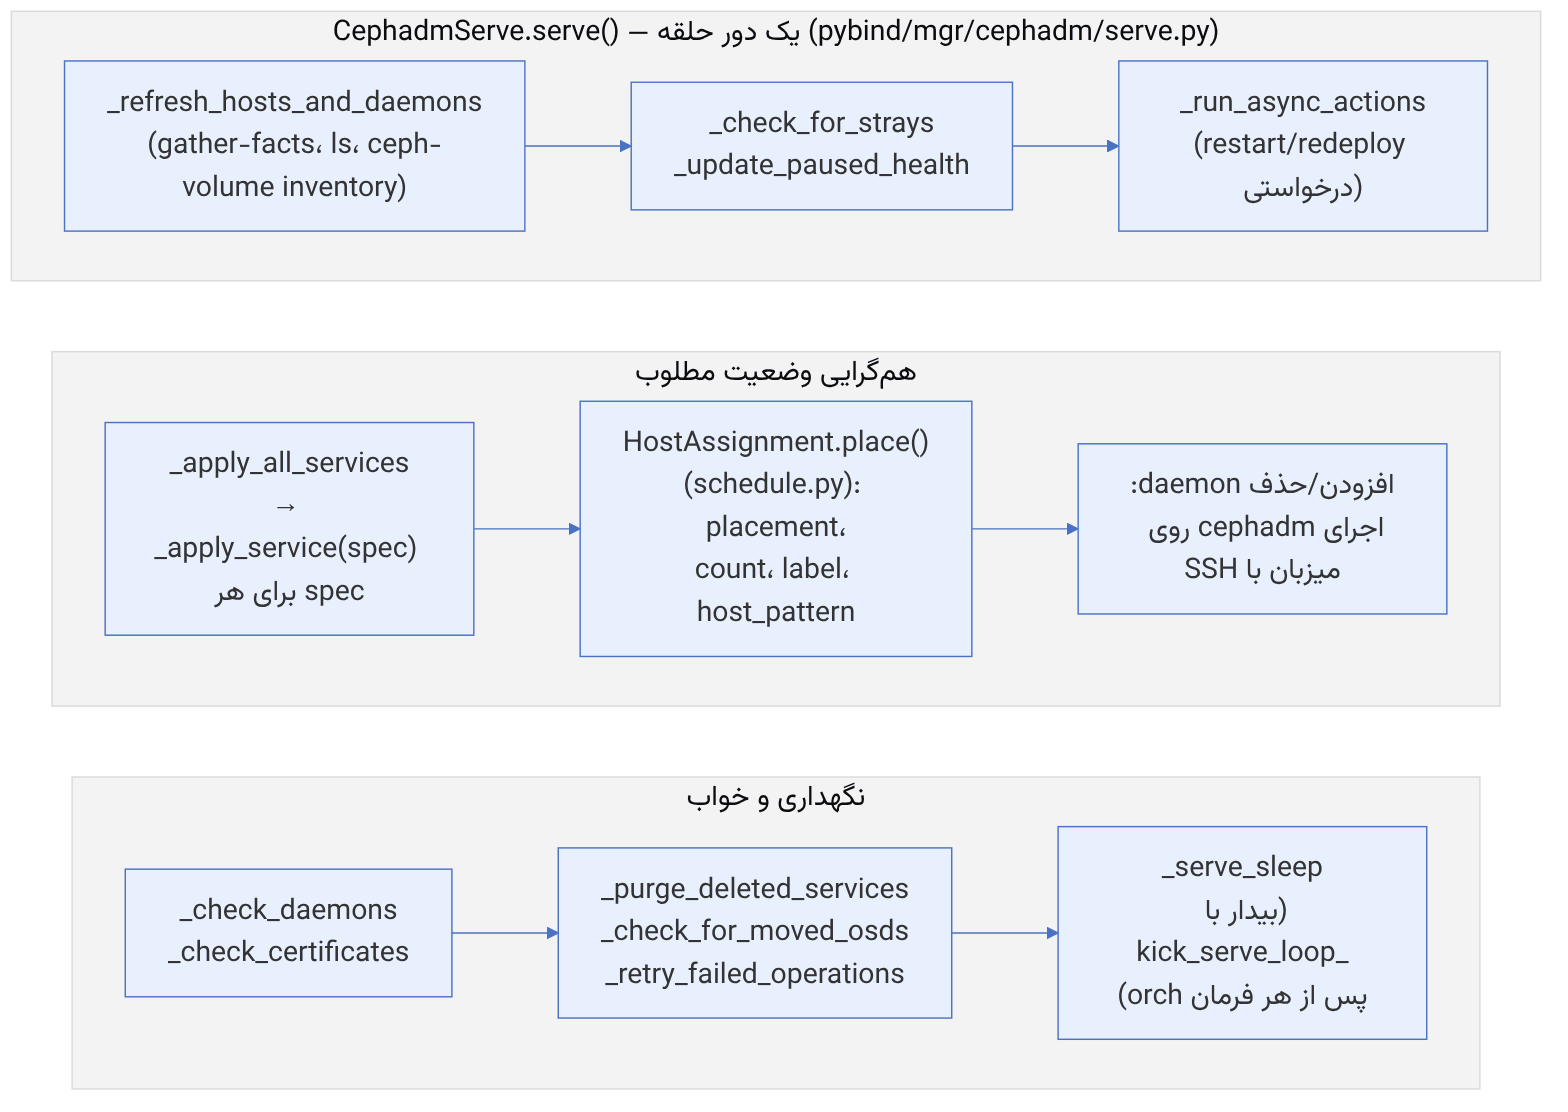 CephadmServe.serve() — یک دور حلقه (pybind/mgr/cephadm/serve.py)
_refresh_hosts_and_daemons
(gather-facts، ls، ceph-
volume inventory)
_check_for_strays
_update_paused_health
_run_async_actions
(restart/redeploy
درخواستی)
هم‌گرایی وضعیت مطلوب
_apply_all_services
→
_apply_service(spec)
برای هر spec
HostAssignment.place()
(schedule.py):
placement،
count، label،
host_pattern
افزودن/حذف daemon:
اجرای cephadm روی
میزبان با SSH
نگهداری و خواب
_check_daemons
_check_certificates
_purge_deleted_services
_check_for_moved_osds
_retry_failed_operations
_serve_sleep
(بیدار با
_kick_serve_loop
پس از هر فرمان orch)